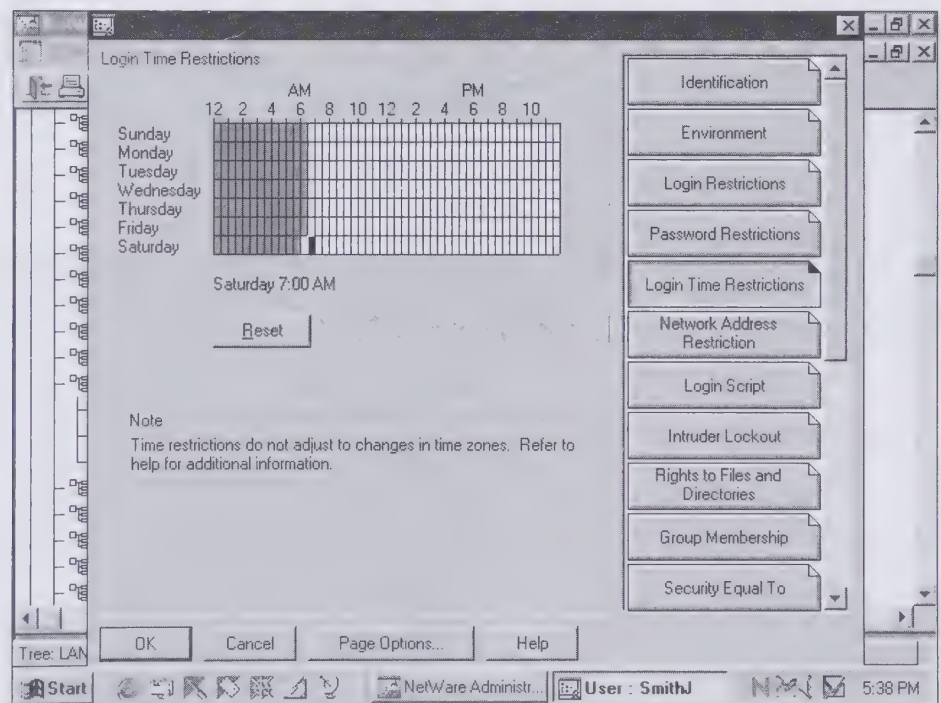 Login Time Restrictions
AM PM
12 2 4 6 8 10 12 2 4 6 8 10
Sunday
Monday
Tuesday
Wednesday
Thursday
Friday
Saturday
Saturday 7:00 AM
Reset
Note
Time restrictions do not adjust to changes in time zones. Refer to
help for additional information.
Identification
Environment
Login Restrictions
Password Restrictions
Login Time Restrictions
Network Address
Restriction
Login Script
Intruder Lockout
Rights to Files and
Directories
Group Membership
Security Equal To
OK Cancel Page Options... Help
Tree: LAN
Start NetWare Administr... User : SmithJ 5:38 PM